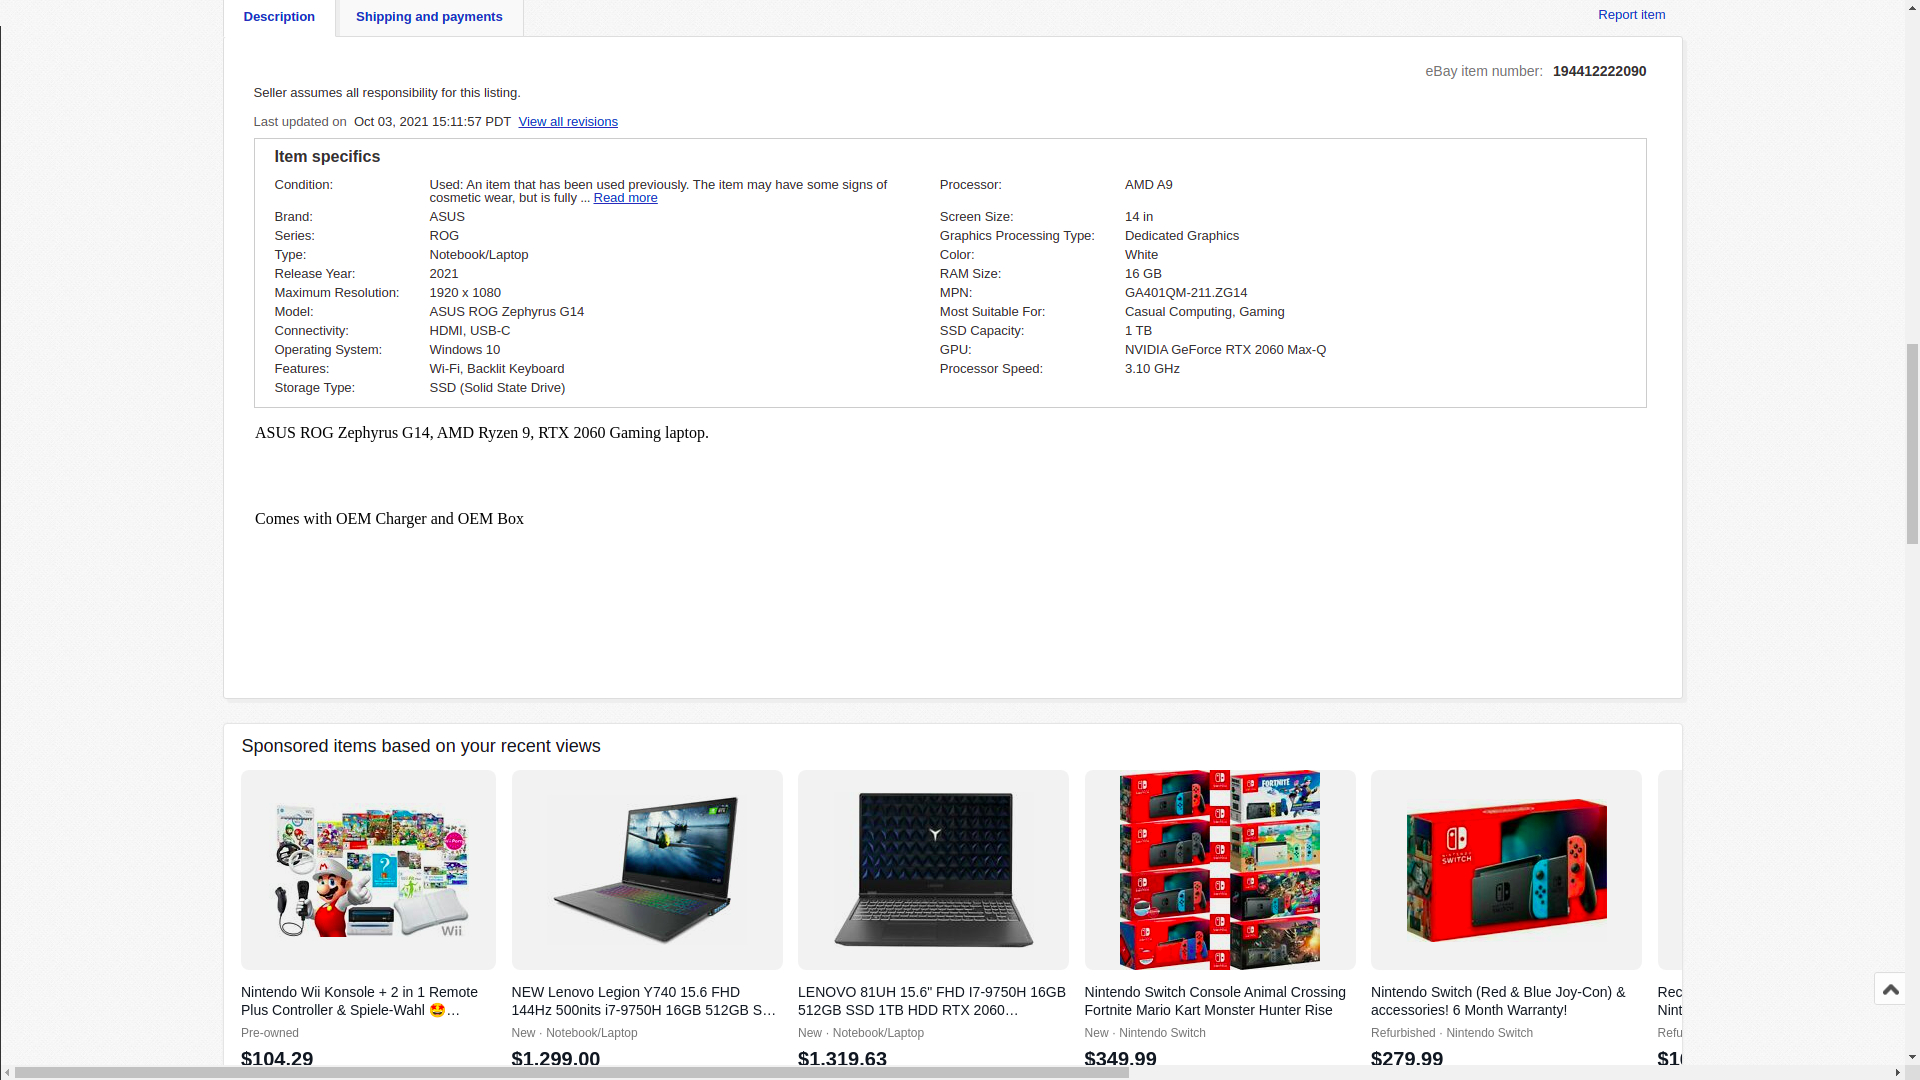 Description
Shipping and payments
Report item
eBay item number: 194412222090
Seller assumes all responsibility for this listing.
Last updated on Oct 03, 2021 15:11:57 PDT View all revisions
Item specifics
Condition: Used: An item that has been used previously. The item may have some signs of
cosmetic wear, but is fully ... Read more
Processor: AMD A9
Brand: ASUS
Screen Size: 14 in
Series: ROG
Graphics Processing Type: Dedicated Graphics
Type: Notebook/Laptop
Color: White
Release Year: 2021
RAM Size: 16 GB
Maximum Resolution: 1920 x 1080
MPN: GA401QM-211.ZG14
Model: ASUS ROG Zephyrus G14
Most Suitable For: Casual Computing, Gaming
Connectivity: HDMI, USB-C
SSD Capacity: 1 TB
Operating System: Windows 10
GPU: NVIDIA GeForce RTX 2060 Max-Q
Features: Wi-Fi, Backlit Keyboard
Processor Speed: 3.10 GHz
Storage Type: SSD (Solid State Drive)
ASUS ROG Zephyrus G14, AMD Ryzen 9, RTX 2060 Gaming laptop.
Comes with OEM Charger and OEM Box
Sponsored items based on your recent views
Wii
FORTNITE
NINTENDO
SWITCH
Nintendo Wii Konsole + 2 in 1 Remote
Plus Controller & Spiele-Wahl 🤩…
Pre-owned
$104.29
NEW Lenovo Legion Y740 15.6 FHD
144Hz 500nits i7-9750H 16GB 512GB S…
New · Notebook/Laptop
$1,299.00
LENOVO 81UH 15.6" FHD I7-9750H 16GB
512GB SSD 1TB HDD RTX 2060…
New · Notebook/Laptop
$1,319.63
Nintendo Switch Console Animal Crossing
Fortnite Mario Kart Monster Hunter Rise
New · Nintendo Switch
$349.99
Nintendo Switch (Red & Blue Joy-Con) &
accessories! 6 Month Warranty!
Refurbished · Nintendo Switch
$279.99
Rec
Nint
Refu